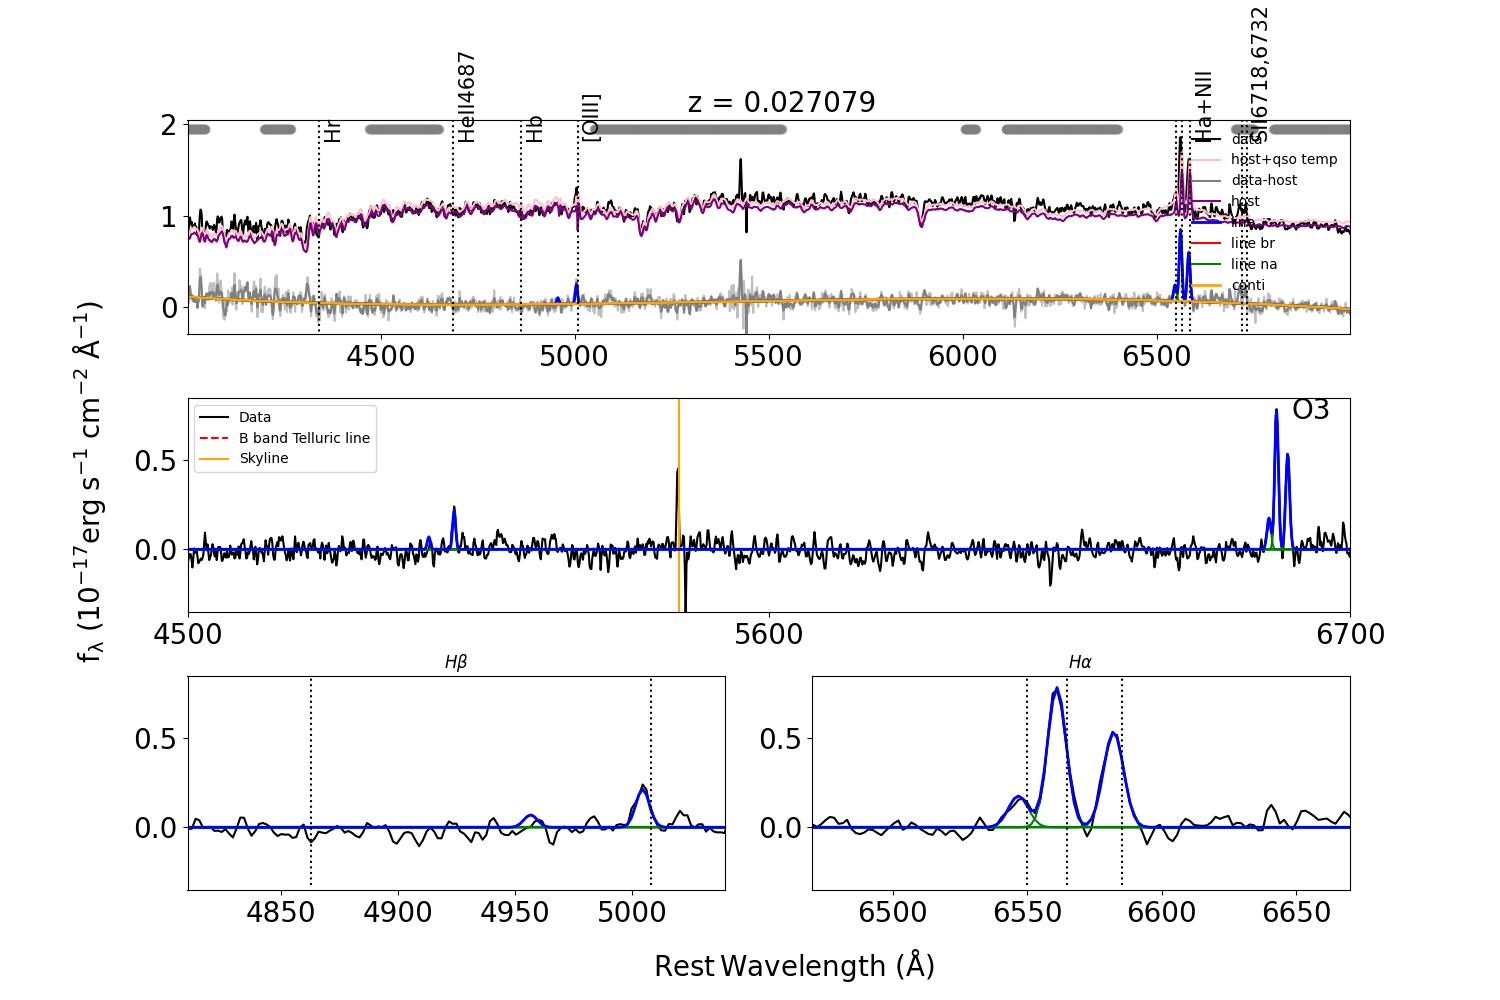 z = 0.027079
Hr
HeII4687
Hb
[OIII]
Ha+NII
SII6718,6732
data
host+qso temp
data-host
host
line
line br
line na
conti
2
1
0
4500 5000 5500 6000 6500
fλ (10−17erg s−1 cm−2 Å−1)
Data
B band Telluric line
Skyline
O3
0.5
0.0
4500 5600 6700
Hβ
0.5
0.0
4850 4900 4950 5000
Hα
0.5
0.0
6500 6550 6600 6650
Rest Wavelength (Å)